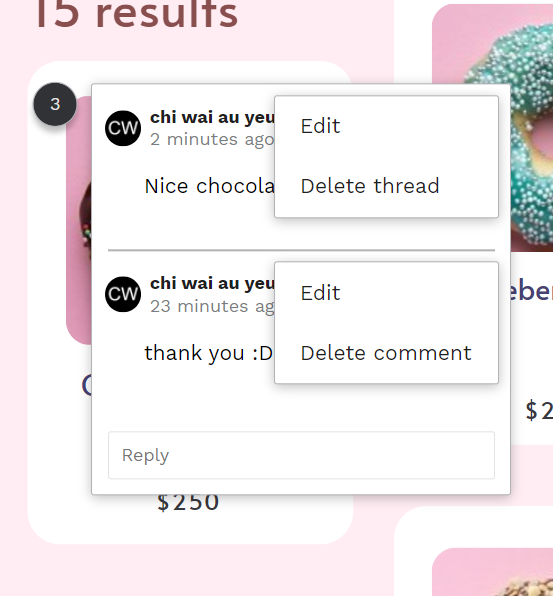 15 results
3
CW
chi wai au yeu
2 minutes ago
Edit
Nice chocola
Delete thread
CW
chi wai au yeu
23 minutes ag
Edit
thank you :D
Delete comment
Reply
$250
eber
$2